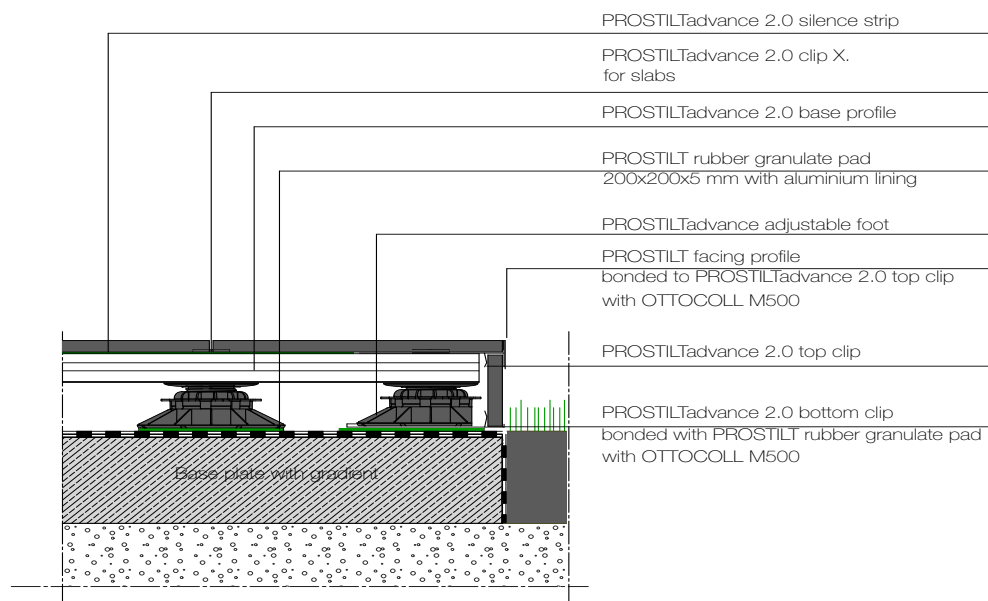 PROSTILTadvance 2.0 silence strip
PROSTILTadvance 2.0 clip X.
for slabs
PROSTILTadvance 2.0 base profile
PROSTILT rubber granulate pad
200x200x5 mm with aluminium lining
PROSTILTadvance adjustable foot
PROSTILT facing profile
bonded to PROSTILTadvance 2.0 top clip
with OTTOCOLL M500
PROSTILTadvance 2.0 top clip
PROSTILTadvance 2.0 bottom clip
bonded with PROSTILT rubber granulate pad
with OTTOCOLL M500
Base plate with gradient